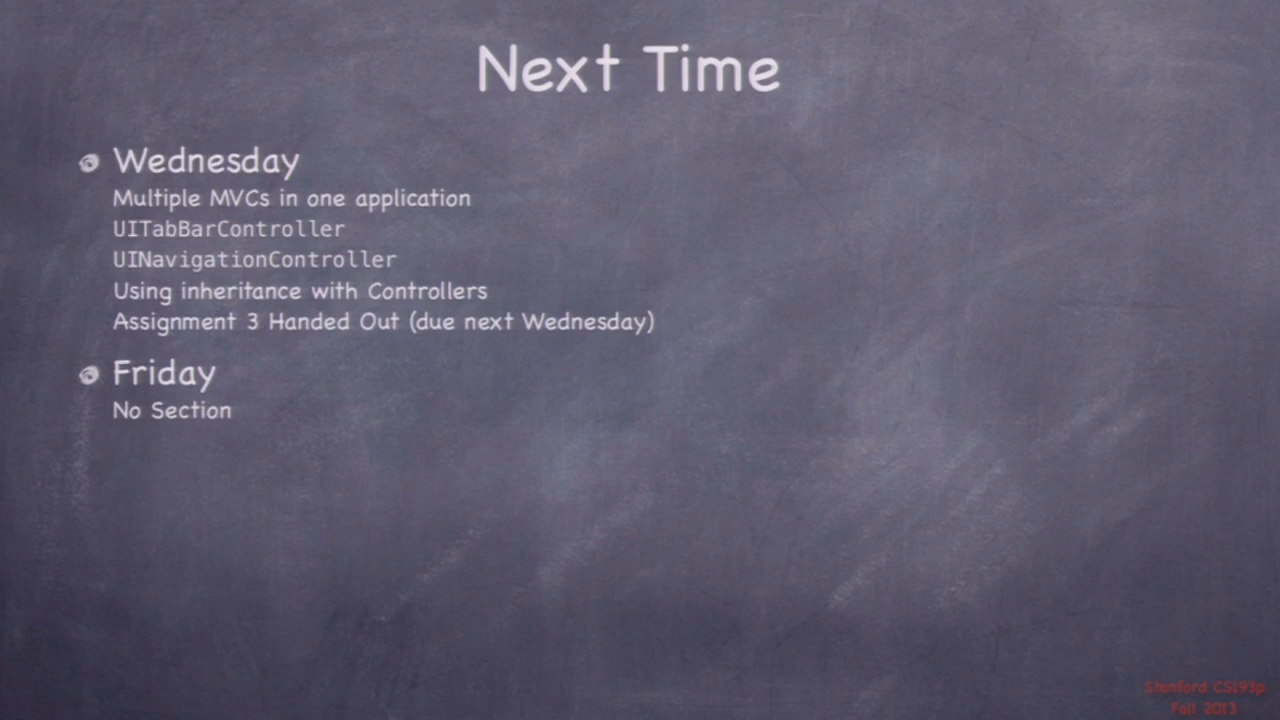 Next Time
Wednesday
Multiple MVCs in one application
UITabBarController
UINavigationController
Using inheritance with Controllers
Assignment 3 Handed Out (due next Wednesday)
Friday
No Section
Stanford CS193p
Fall 2013